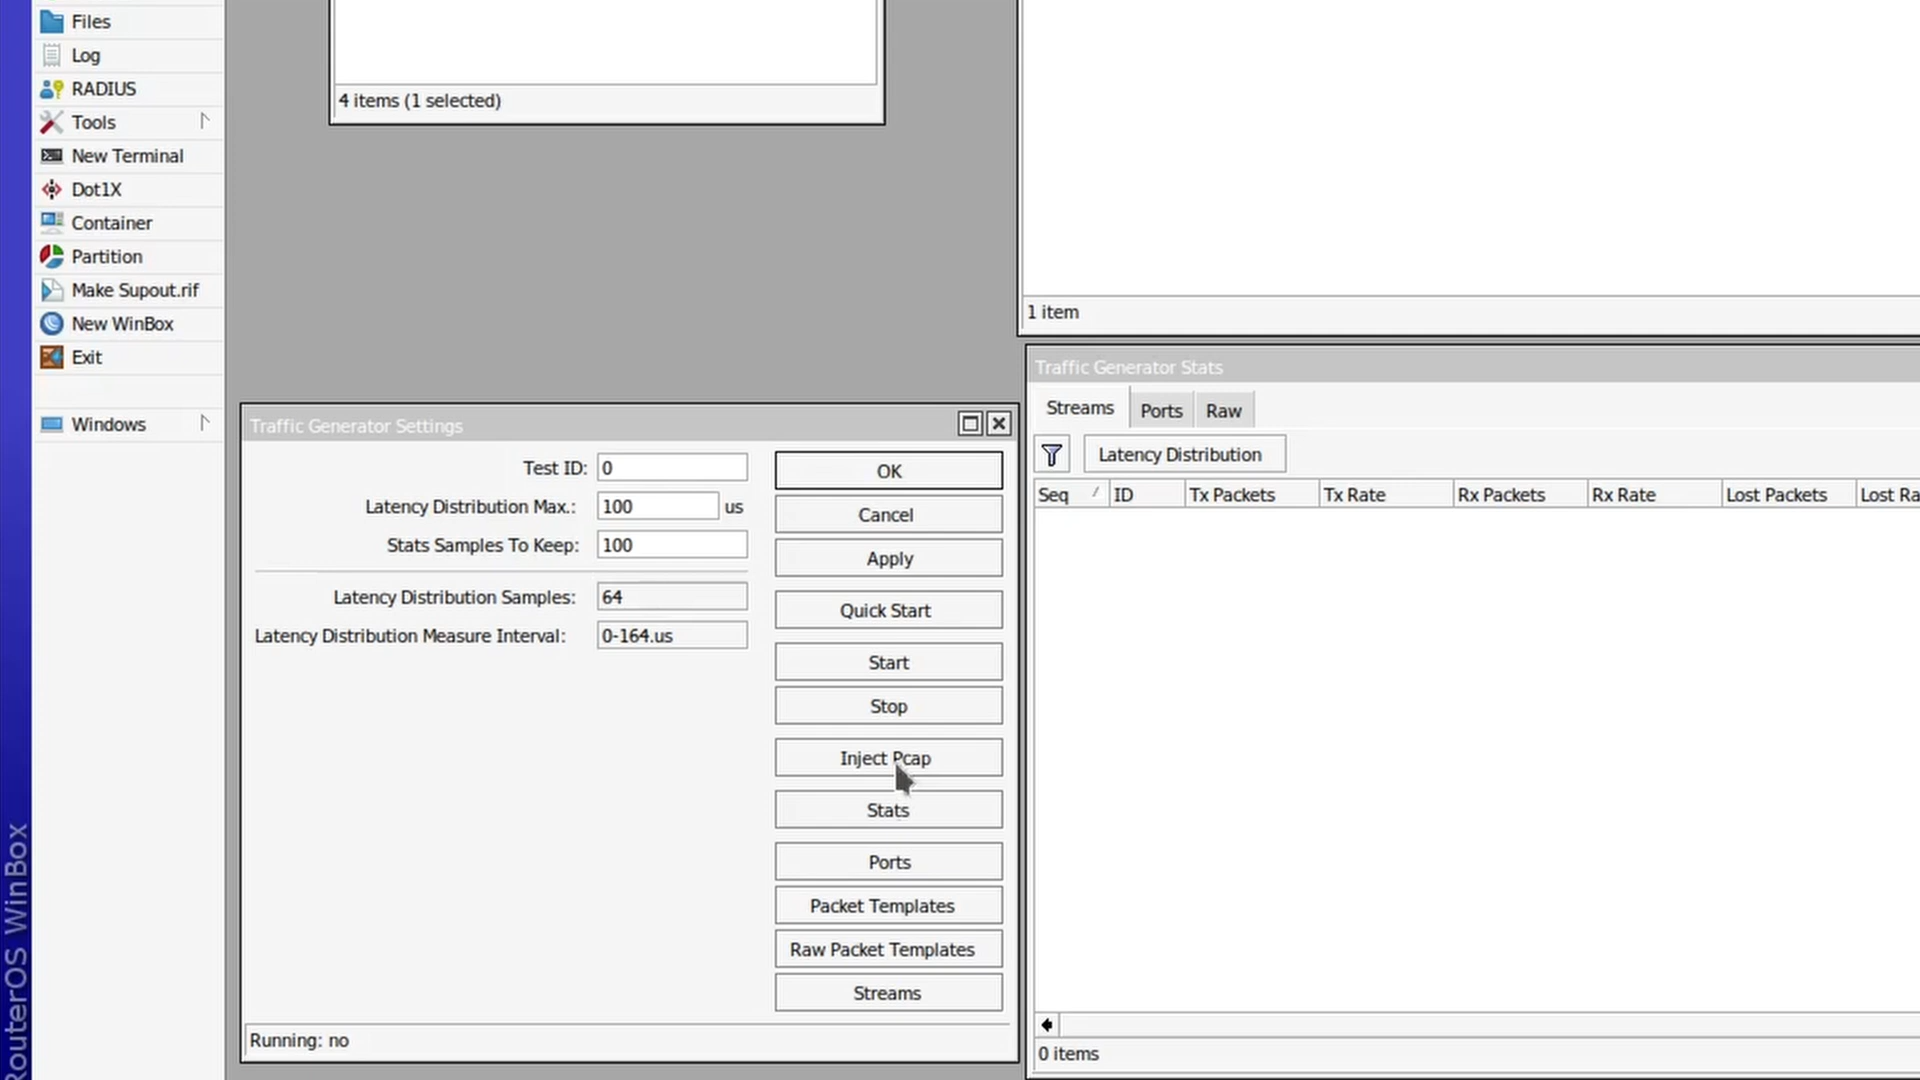 Files
Log
RADIUS
Tools
New Terminal
Dot1X
Container
Partition
Make Supout.rif
New WinBox
Exit
Windows
RouterOS WinBox
4 items (1 selected)
1 item
Traffic Generator Settings
Test ID: 0
Latency Distribution Max.: 100 us
Stats Samples To Keep: 100
Latency Distribution Samples: 64
Latency Distribution Measure Interval: 0-164.us
OK
Cancel
Apply
Quick Start
Start
Stop
Inject Pcap
Stats
Ports
Packet Templates
Raw Packet Templates
Streams
Running: no
Traffic Generator Stats
Streams Ports Raw
Latency Distribution
Seq ID Tx Packets Tx Rate Rx Packets Rx Rate Lost Packets Lost Ra
0 items